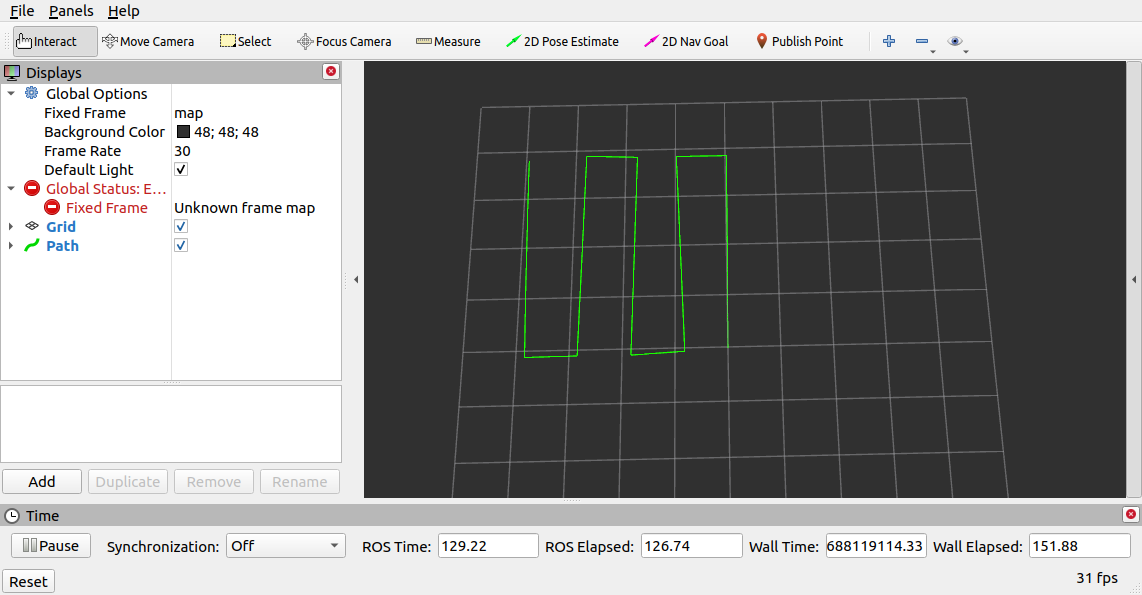 File Panels Help
Interact Move Camera Select Focus Camera Measure 2D Pose Estimate 2D Nav Goal Publish Point
Displays
Global Options
Fixed Frame map
Background Color 48; 48; 48
Frame Rate 30
Default Light
Global Status: E...
Fixed Frame Unknown frame map
Grid
Path
Add Duplicate Remove Rename
Time
Pause Synchronization: Off ROS Time: 129.22 ROS Elapsed: 126.74 Wall Time: 688119114.33 Wall Elapsed: 151.88
Reset 31 fps